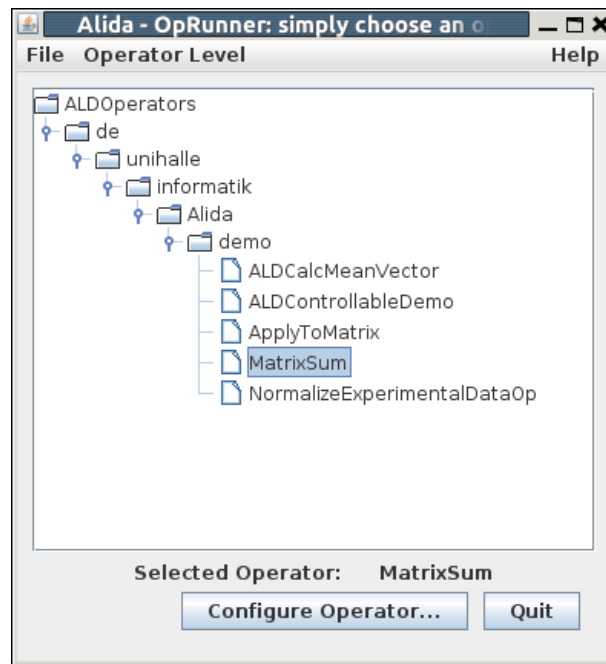 Alida - OpRunner: simply choose an o
File Operator Level Help
ALDOperators
de
unihalle
informatik
Alida
demo
ALDCalcMeanVector
ALDControllableDemo
ApplyToMatrix
MatrixSum
NormalizeExperimentalDataOp
Selected Operator: MatrixSum
Configure Operator... Quit